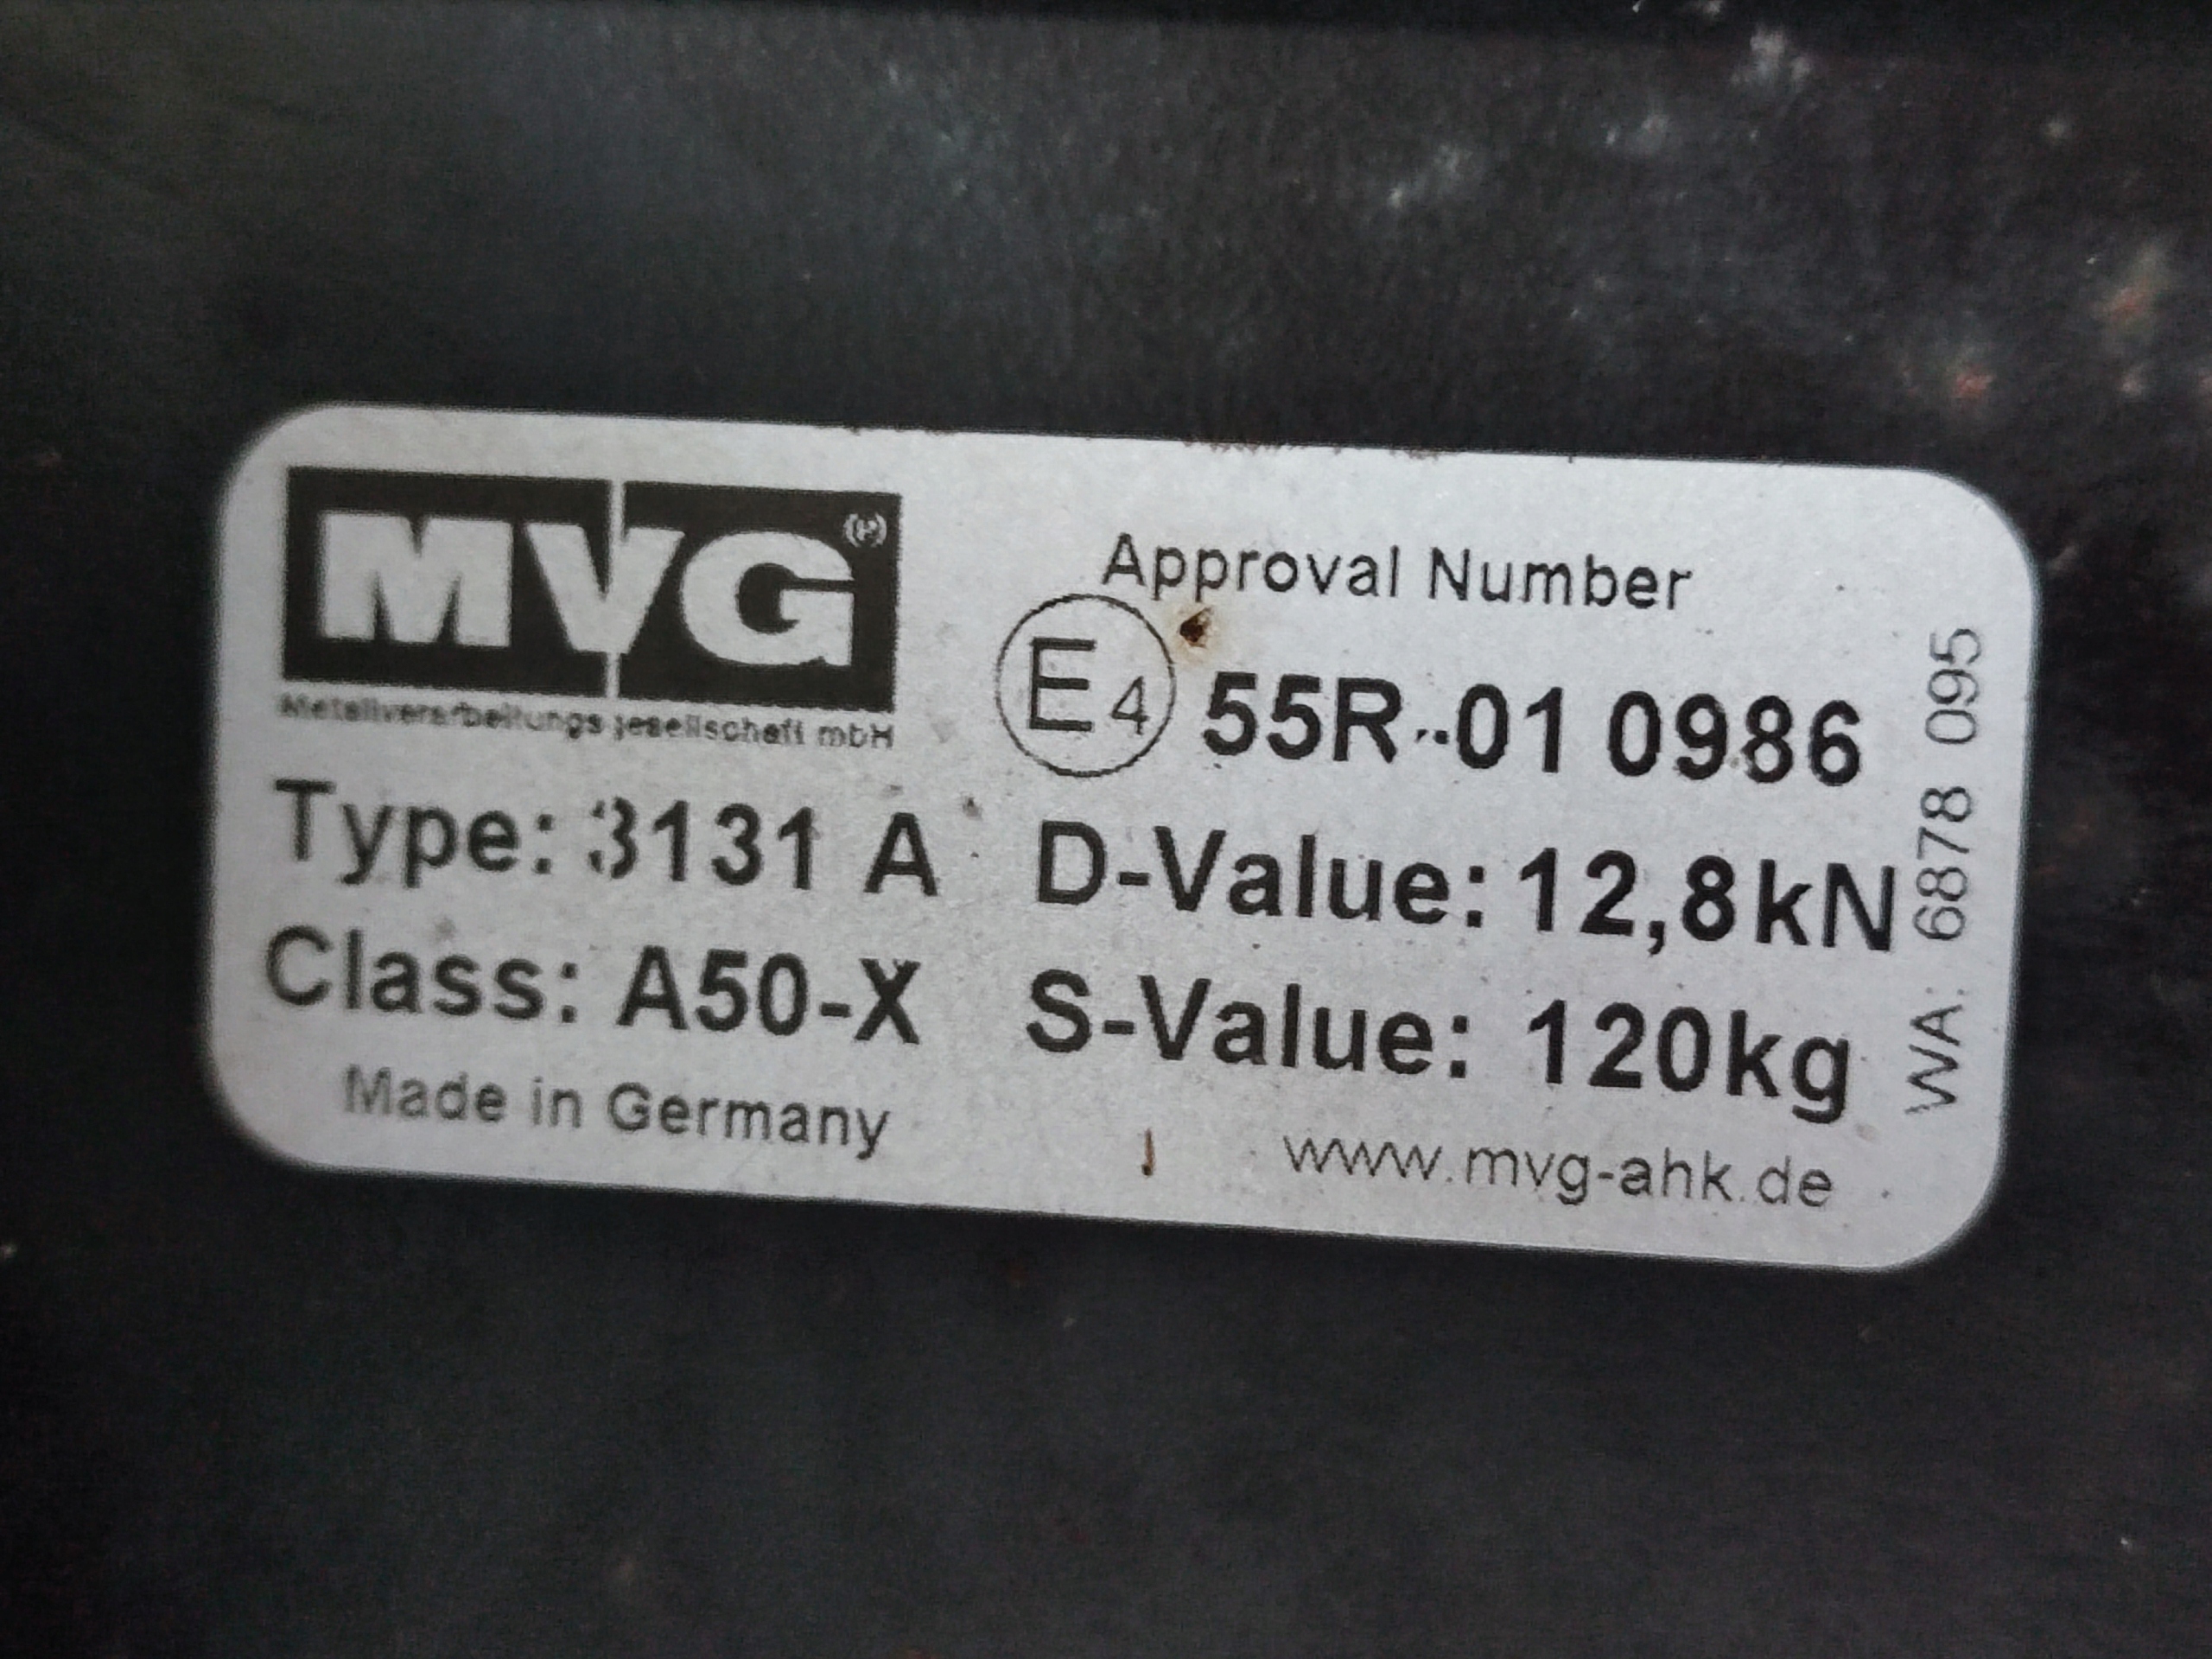 MVG
Metallverarbeitungsgesellschaft mbH
Approval Number
E4 55R-01 0986
Type: 3131 A D-Value: 12,8kN
Class: A50-X S-Value: 120kg
Made in Germany
www.mvg-ahk.de
WA: 6878 095